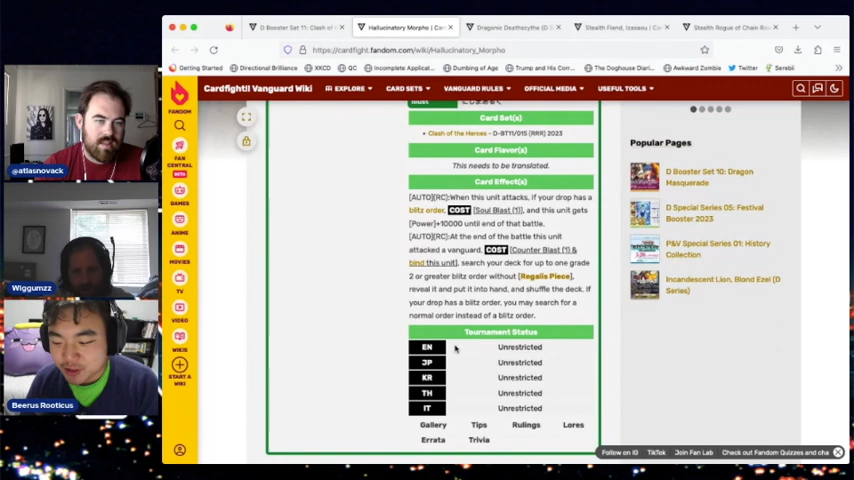 D Booster Set 11: Clash of
Hallucinatory Morpho | Car
Dragonic Deathscythe (D S
Stealth Fiend, Izasaou | Ca
Stealth Rogue of Chain Ro
https://cardfight.fandom.com/wiki/Hallucinatory_Morpho
Getting Started
Directional Brilliance
XKCD
QC
Incomplete Applicat...
Dumbing of Age
Trump and His Corr...
The Doghouse Diari...
Awkward Zombie
Twitter
Serebii
FANDOM
Cardfight!! Vanguard Wiki
EXPLORE
CARD SETS
VANGUARD RULES
OFFICIAL MEDIA
USEFUL TOOLS
FAN CENTRAL
BETA
GAMES
ANIME
MOVIES
TV
VIDEO
WIKIS
START A WIKI
Illust
Card Set(s)
• Clash of the Heroes - D-BT11/015 (RRR) 2023
Card Flavor(s)
This needs to be translated.
Card Effect(s)
[AUTO](RC):When this unit attacks, if your drop has a
blitz order, COST [Soul Blast (1)], and this unit gets
[Power]+10000 until end of that battle.
[AUTO](RC):At the end of the battle this unit
attacked a vanguard, COST [Counter Blast (1) &
bind this unit], search your deck for up to one grade
2 or greater blitz order without [Regalis Piece],
reveal it and put it into hand, and shuffle the deck. If
your drop has a blitz order, you may search for a
normal order instead of a blitz order.
Tournament Status
EN Unrestricted
JP Unrestricted
KR Unrestricted
TH Unrestricted
IT Unrestricted
Gallery Tips Rulings Lores
Errata Trivia
Popular Pages
D Booster Set 10: Dragon
Masquerade
D Special Series 05: Festival
Booster 2023
P&V Special Series 01: History
Collection
Incandescent Lion, Blond Ezel (D
Series)
Follow on IG TikTok Join Fan Lab Check out Fandom Quizzes and cha
@atlasnovack
Wiggumzz
Beerus Rooticus